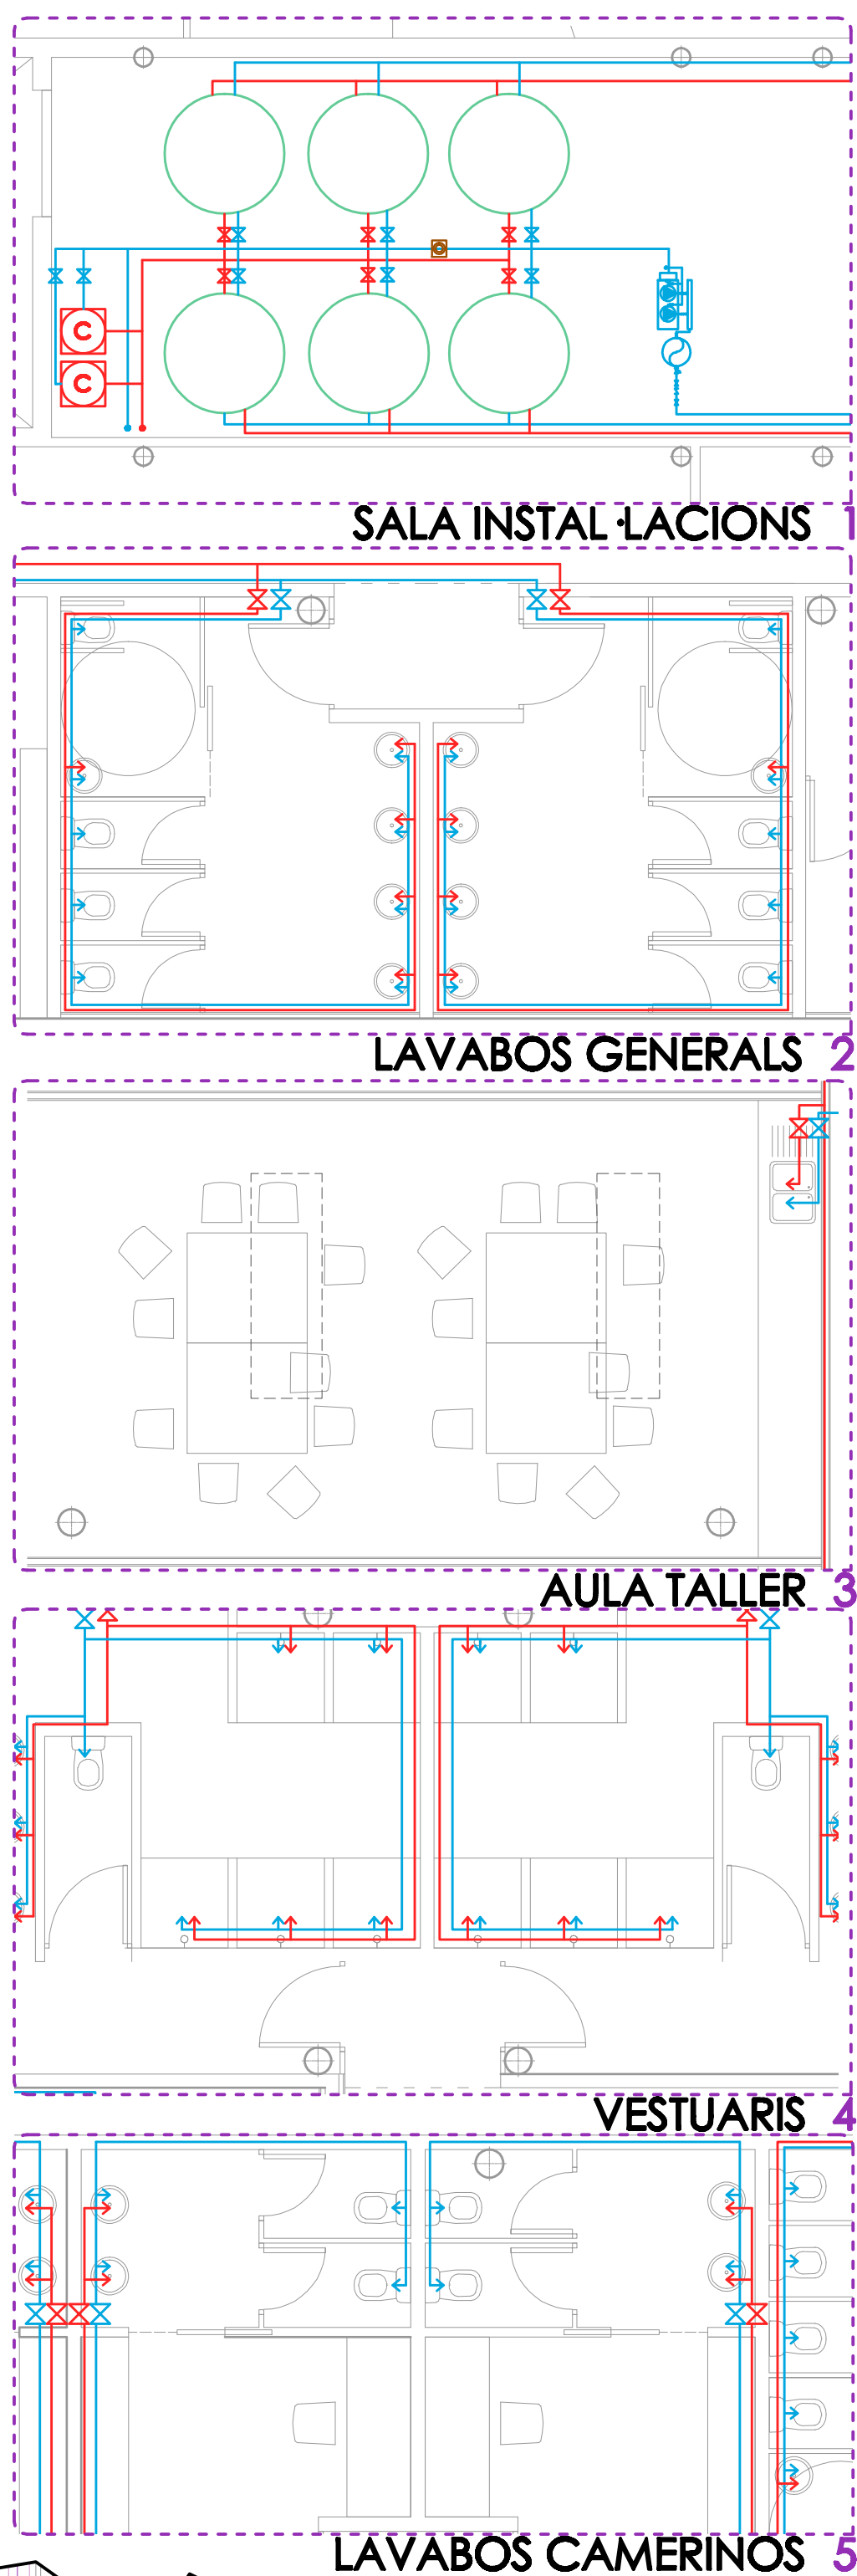 C
C
SALA INSTAL·LACIONS 1
LAVABOS GENERALS 2
AULA TALLER 3
VESTUARIS 4
LAVABOS CAMERINOS 5